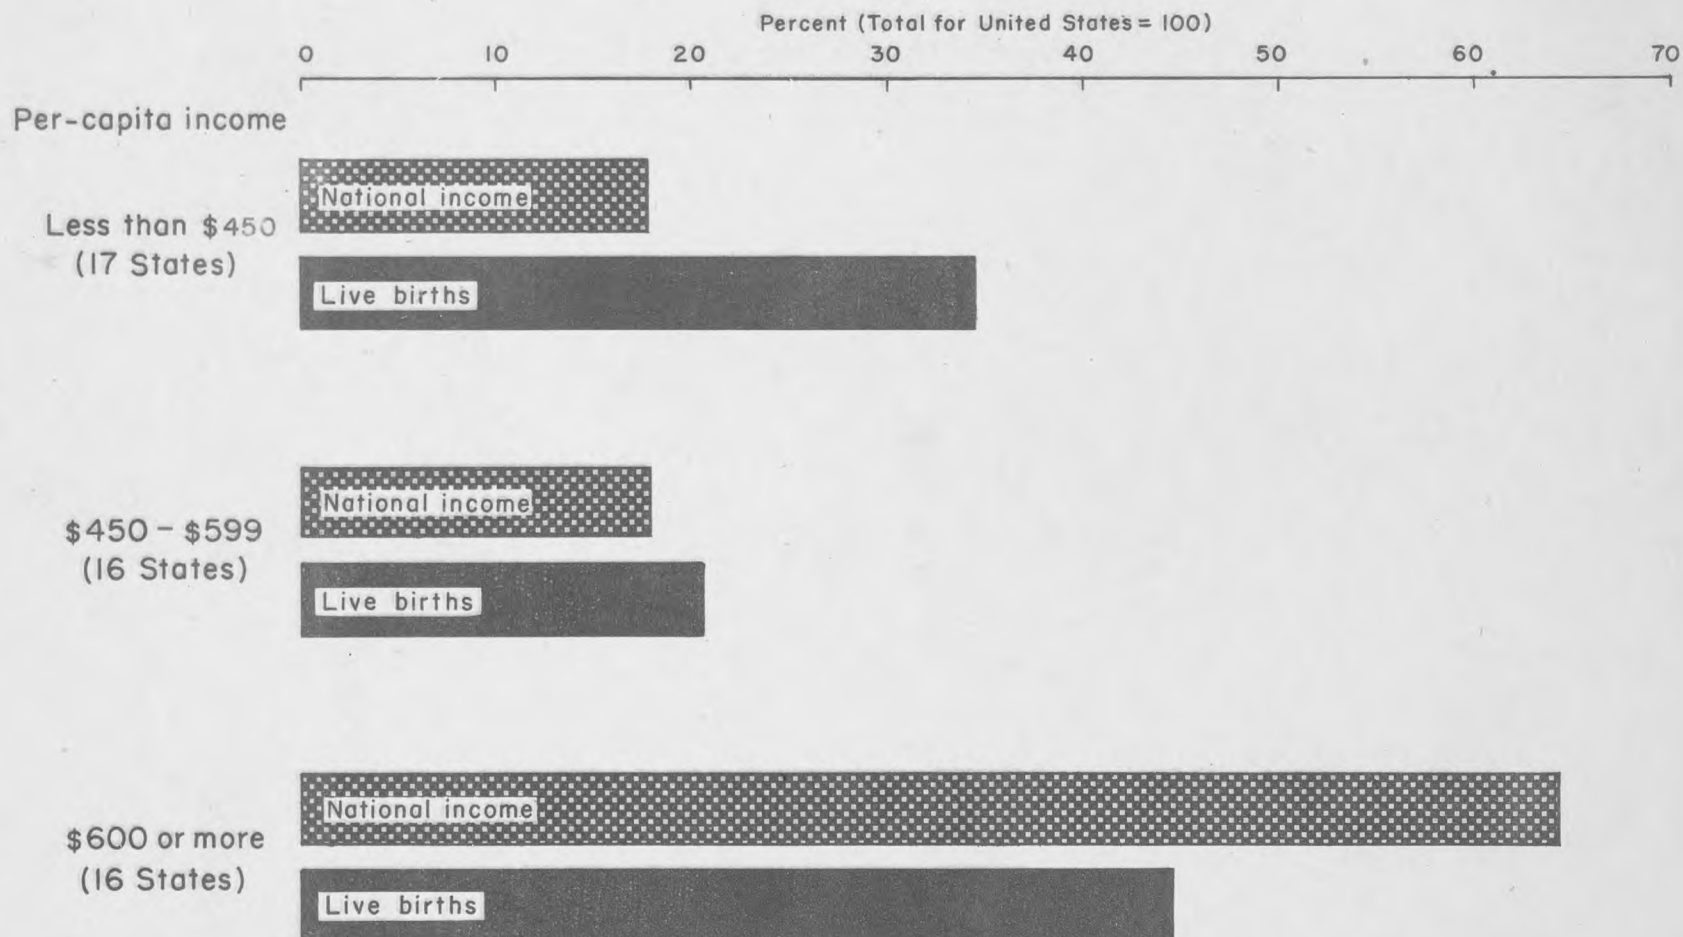 Percent (Total for United States = 100)
0 10 20 30 40 50 60 70
Per-capita income
National income
Less than $450
(17 States)
Live births
National income
$450 - $599
(16 States)
Live births
National income
$600 or more
(16 States)
Live births